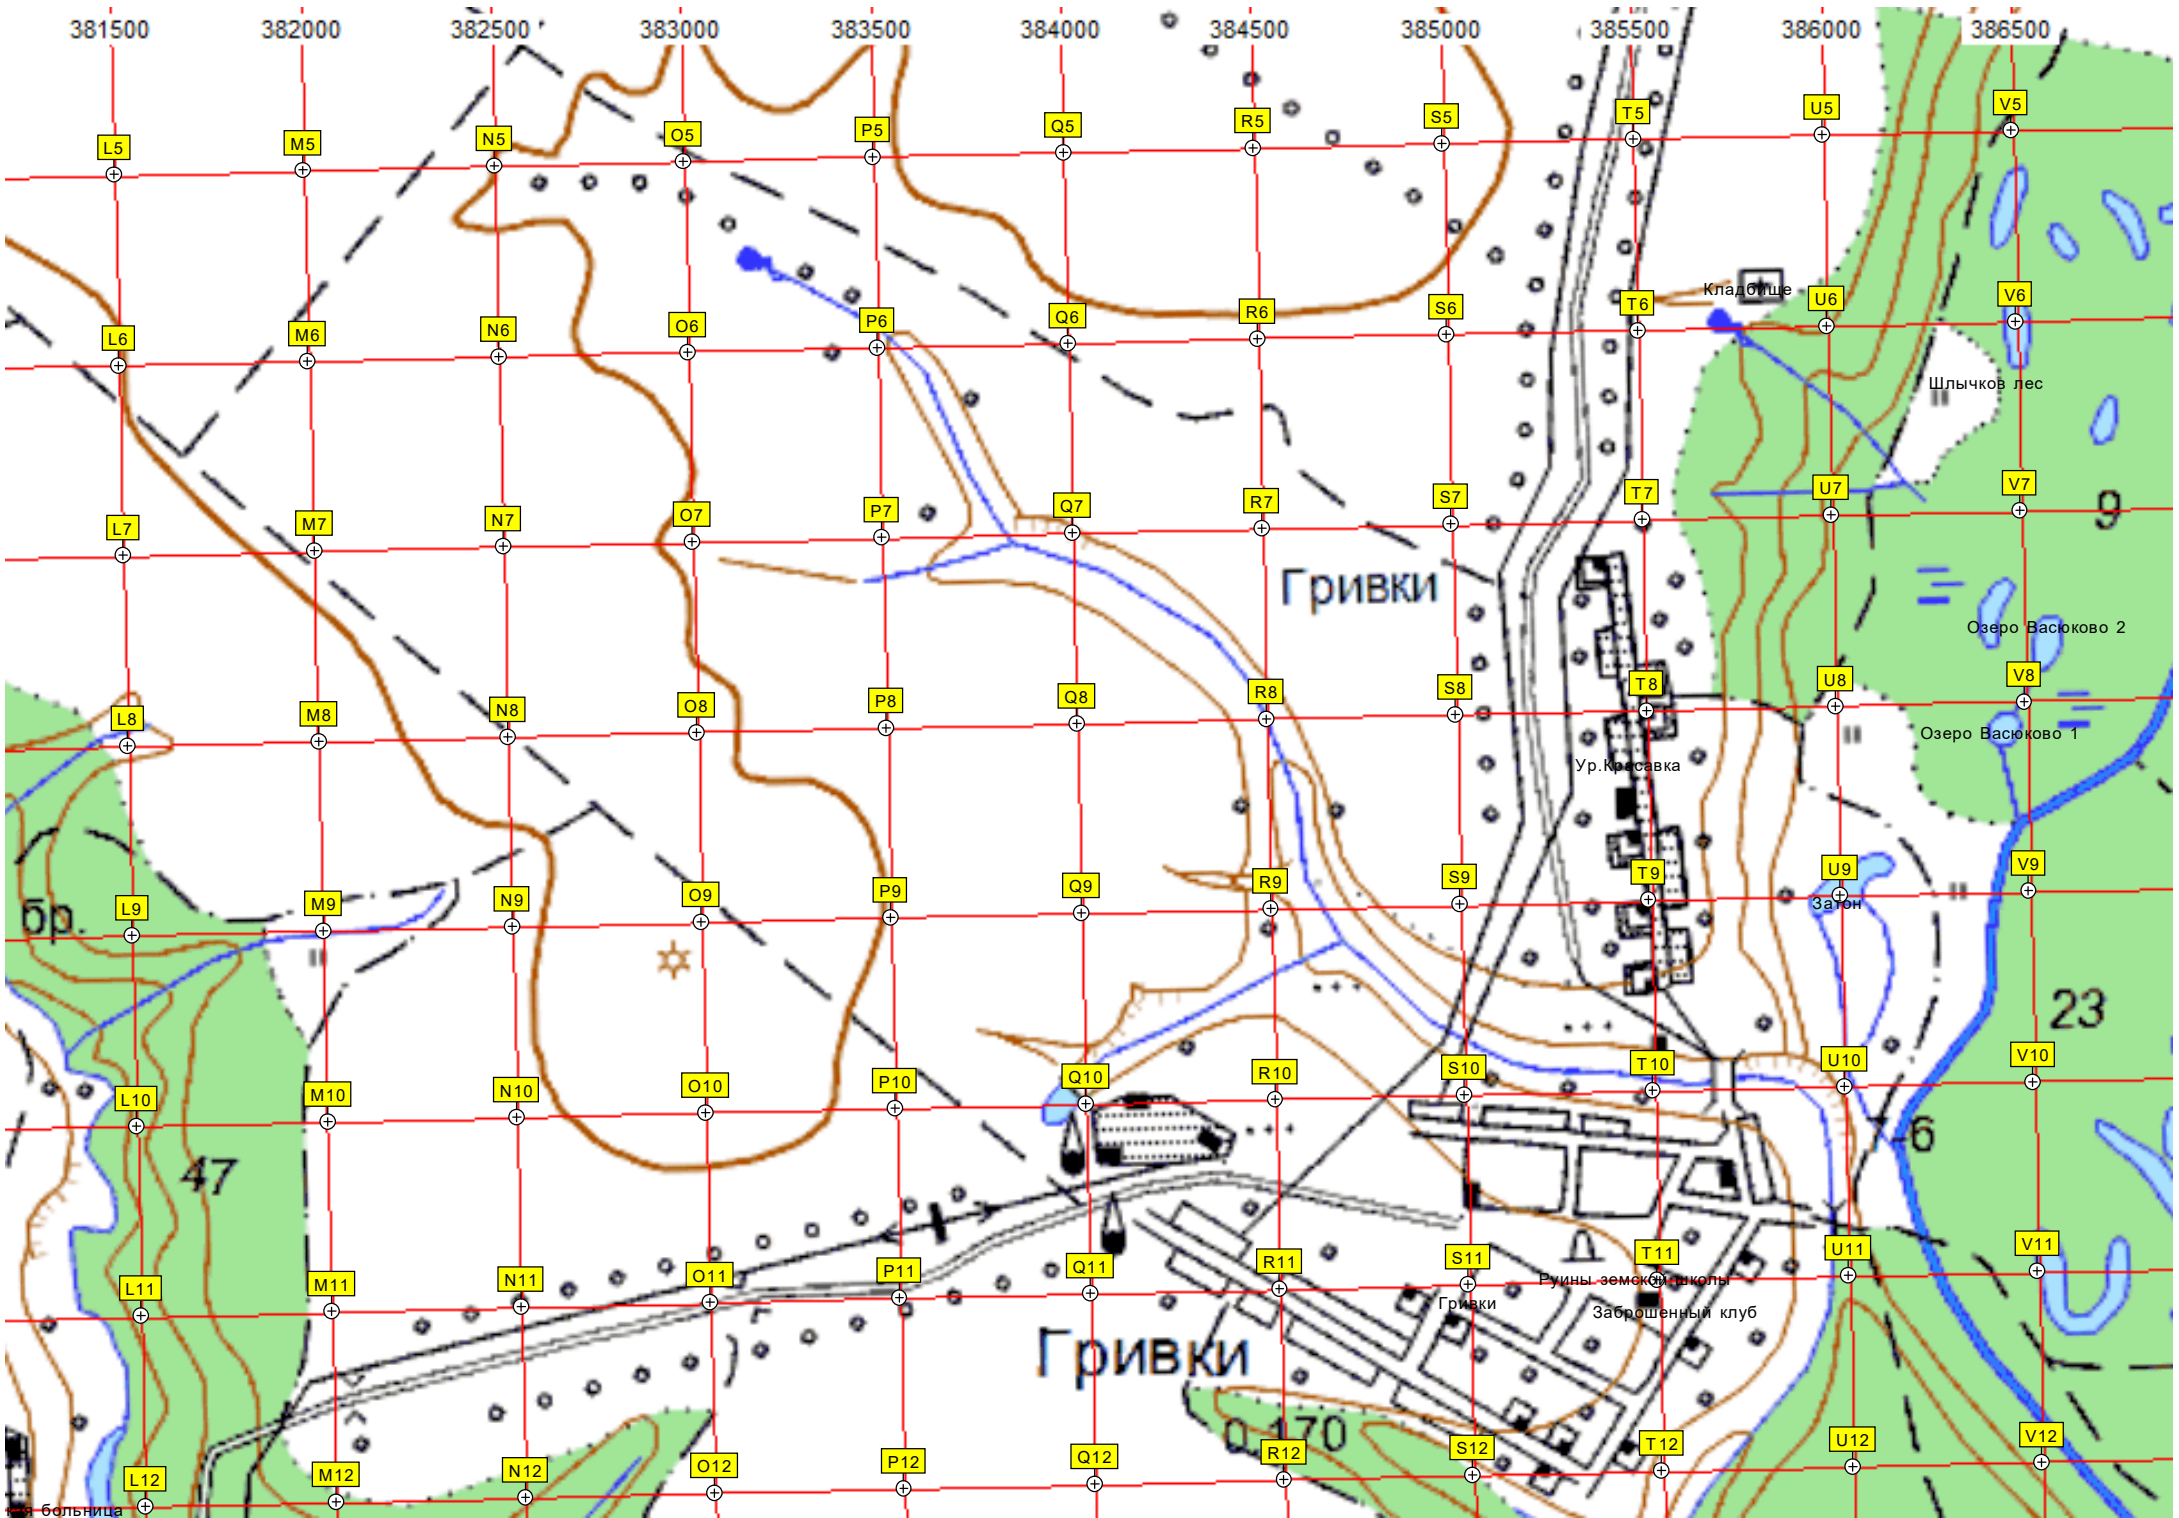 381500 382000 382500 383000 383500 384000 384500 385000 385500 386000 386500
L5 M5 N5 O5 P5 Q5 R5 S5 T5 U5 V5
Кладбище
L6 M6 N6 O6 P6 Q6 R6 S6 T6 U6 V6
Шлычков лес
L7 M7 N7 O7 P7 Q7 R7 S7 T7 U7 V7
9
Гривки
Озеро Васюково 2
L8 M8 N8 O8 P8 Q8 R8 S8 T8 U8 V8
Озеро Васюково 1
Ур.Красавка
L9 M9 N9 O9 P9 Q9 R9 S9 T9 U9 V9
Затон
бр.
23
L10 M10 N10 O10 P10 Q10 R10 S10 T10 U10 V10
6
47
L11 M11 N11 O11 P11 Q11 R11 S11 T11 U11 V11
Руины земской школы
Гривки
Заброшенный клуб
Гривки
0.170
L12 M12 N12 O12 P12 Q12 R12 S12 T12 U12 V12
больница